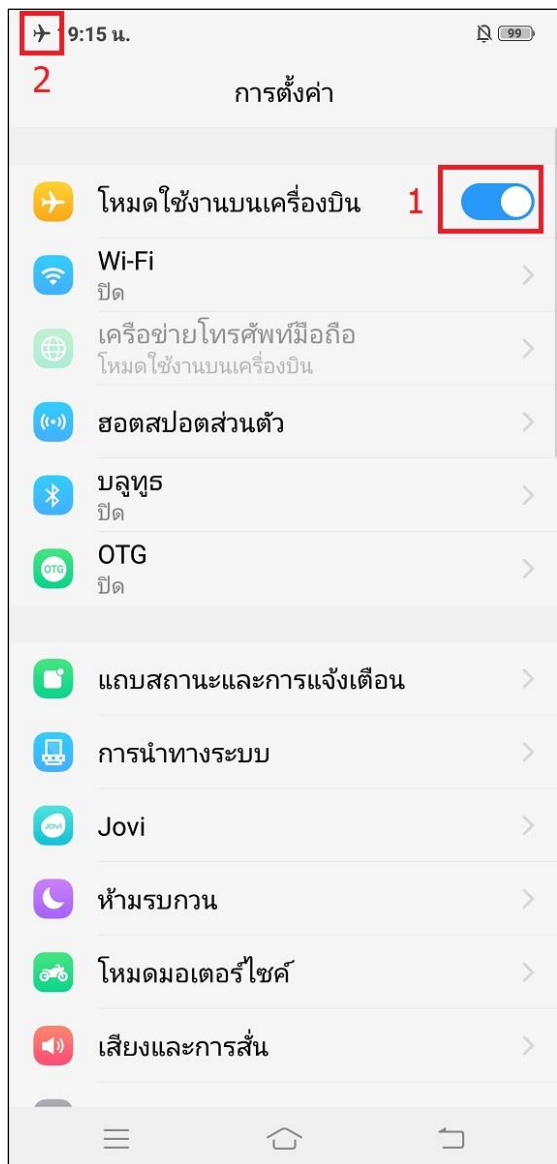 9:15 น.
99
2
การตั้งค่า
โหมดใช้งานบนเครื่องบิน
1
Wi-Fi
ปิด
เครือข่ายโทรศัพท์มือถือ
โหมดใช้งานบนเครื่องบิน
ฮอตสปอตส่วนตัว
บลูทูธ
ปิด
OTG
OTG
ปิด
แถบสถานะและการแจ้งเตือน
การนำทางระบบ
Jovi
JOVI
ห้ามรบกวน
โหมดมอเตอร์ไซค์
เสียงและการสั่น